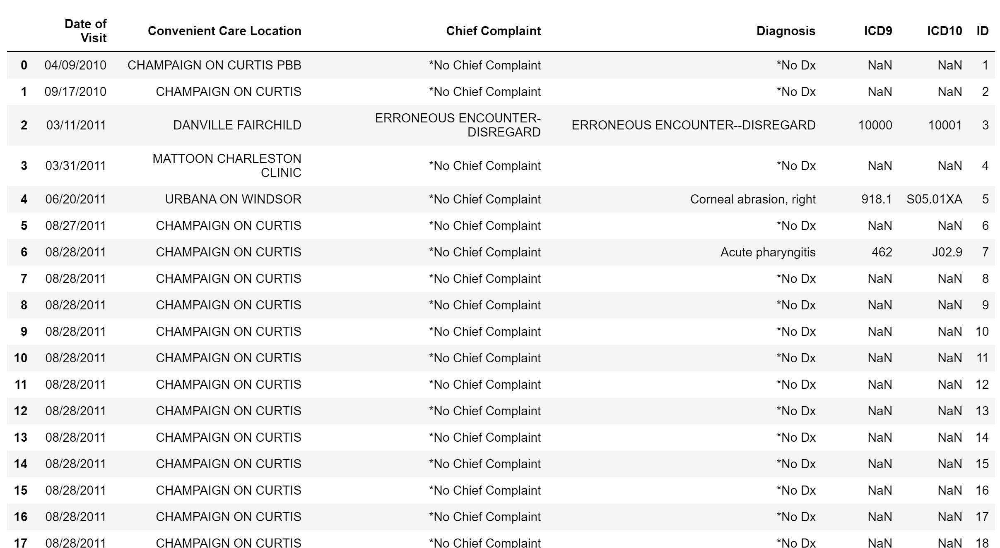 Date of Visit Convenient Care Location Chief Complaint Diagnosis ICD9 ICD10 ID
0 04/09/2010 CHAMPAIGN ON CURTIS PBB *No Chief Complaint *No Dx NaN NaN 1
1 09/17/2010 CHAMPAIGN ON CURTIS *No Chief Complaint *No Dx NaN NaN 2
2 03/11/2011 DANVILLE FAIRCHILD ERRONEOUS ENCOUNTER-DISREGARD ERRONEOUS ENCOUNTER--DISREGARD 10000 10001 3
3 03/31/2011 MATTOON CHARLESTON CLINIC *No Chief Complaint *No Dx NaN NaN 4
4 06/20/2011 URBANA ON WINDSOR *No Chief Complaint Corneal abrasion, right 918.1 S05.01XA 5
5 08/27/2011 CHAMPAIGN ON CURTIS *No Chief Complaint *No Dx NaN NaN 6
6 08/28/2011 CHAMPAIGN ON CURTIS *No Chief Complaint Acute pharyngitis 462 J02.9 7
7 08/28/2011 CHAMPAIGN ON CURTIS *No Chief Complaint *No Dx NaN NaN 8
8 08/28/2011 CHAMPAIGN ON CURTIS *No Chief Complaint *No Dx NaN NaN 9
9 08/28/2011 CHAMPAIGN ON CURTIS *No Chief Complaint *No Dx NaN NaN 10
10 08/28/2011 CHAMPAIGN ON CURTIS *No Chief Complaint *No Dx NaN NaN 11
11 08/28/2011 CHAMPAIGN ON CURTIS *No Chief Complaint *No Dx NaN NaN 12
12 08/28/2011 CHAMPAIGN ON CURTIS *No Chief Complaint *No Dx NaN NaN 13
13 08/28/2011 CHAMPAIGN ON CURTIS *No Chief Complaint *No Dx NaN NaN 14
14 08/28/2011 CHAMPAIGN ON CURTIS *No Chief Complaint *No Dx NaN NaN 15
15 08/28/2011 CHAMPAIGN ON CURTIS *No Chief Complaint *No Dx NaN NaN 16
16 08/28/2011 CHAMPAIGN ON CURTIS *No Chief Complaint *No Dx NaN NaN 17
17 08/28/2011 CHAMPAIGN ON CURTIS *No Chief Complaint *No Dx NaN NaN 18